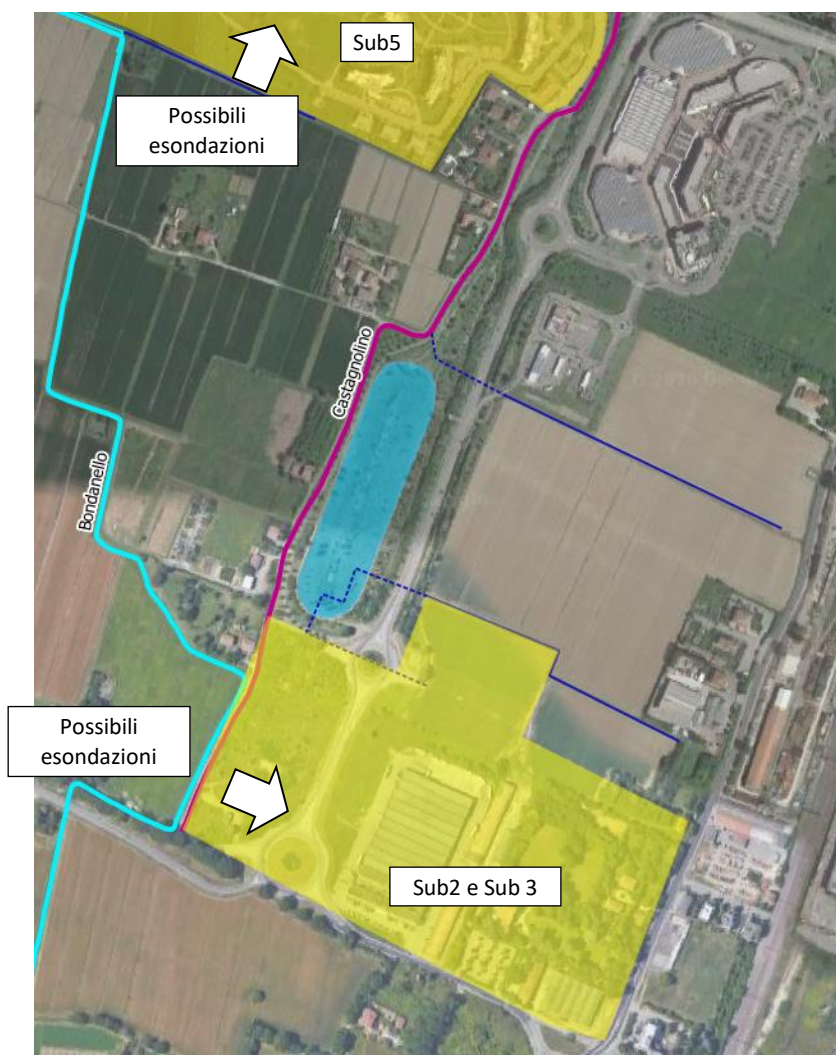 Sub5
Possibili
esondazioni
Castagnolino
Bondanello
Possibili
esondazioni
Sub2 e Sub 3